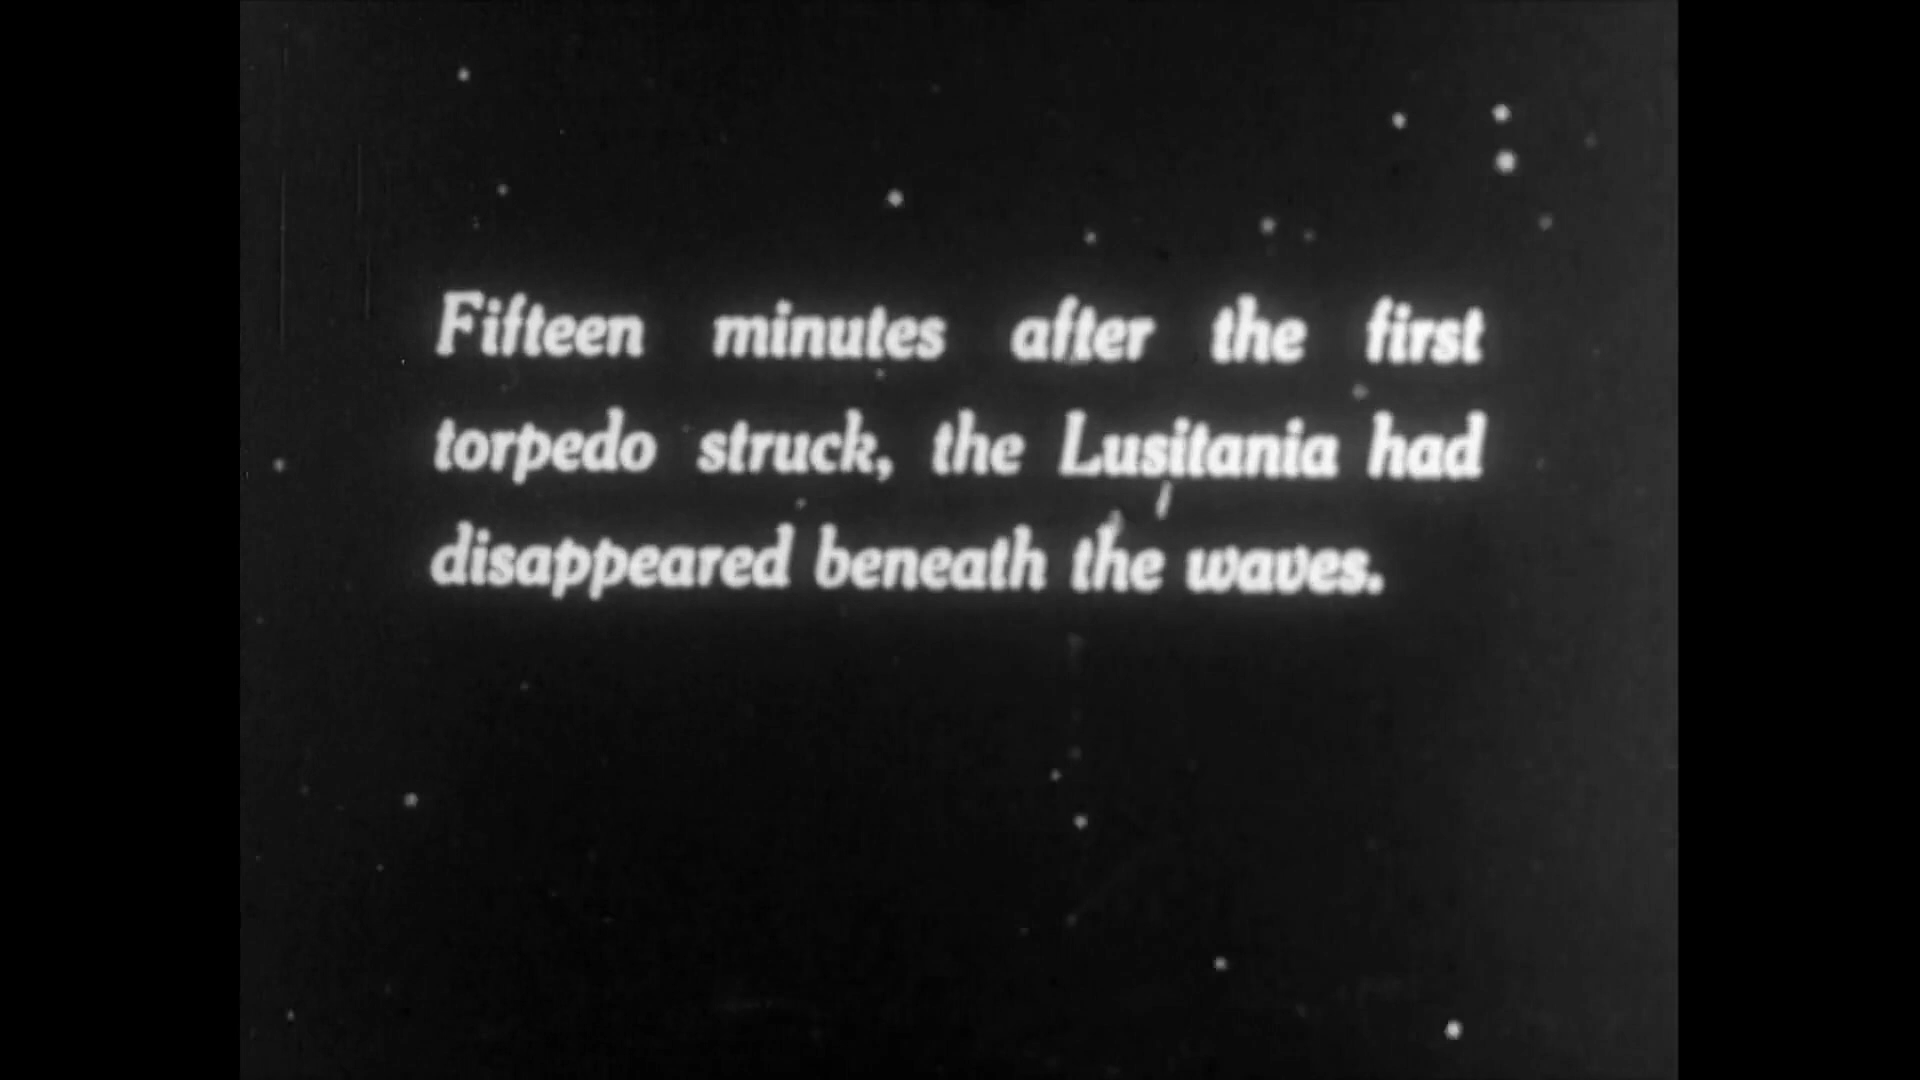 Fifteen minutes after the first
torpedo struck, the Lusitania had
disappeared beneath the waves.